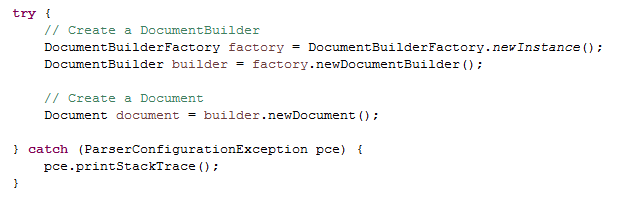 try {
    // Create a DocumentBuilder
    DocumentBuilderFactory factory = DocumentBuilderFactory.newInstance();
    DocumentBuilder builder = factory.newDocumentBuilder();

    // Create a Document
    Document document = builder.newDocument();

} catch (ParserConfigurationException pce) {
    pce.printStackTrace();
}